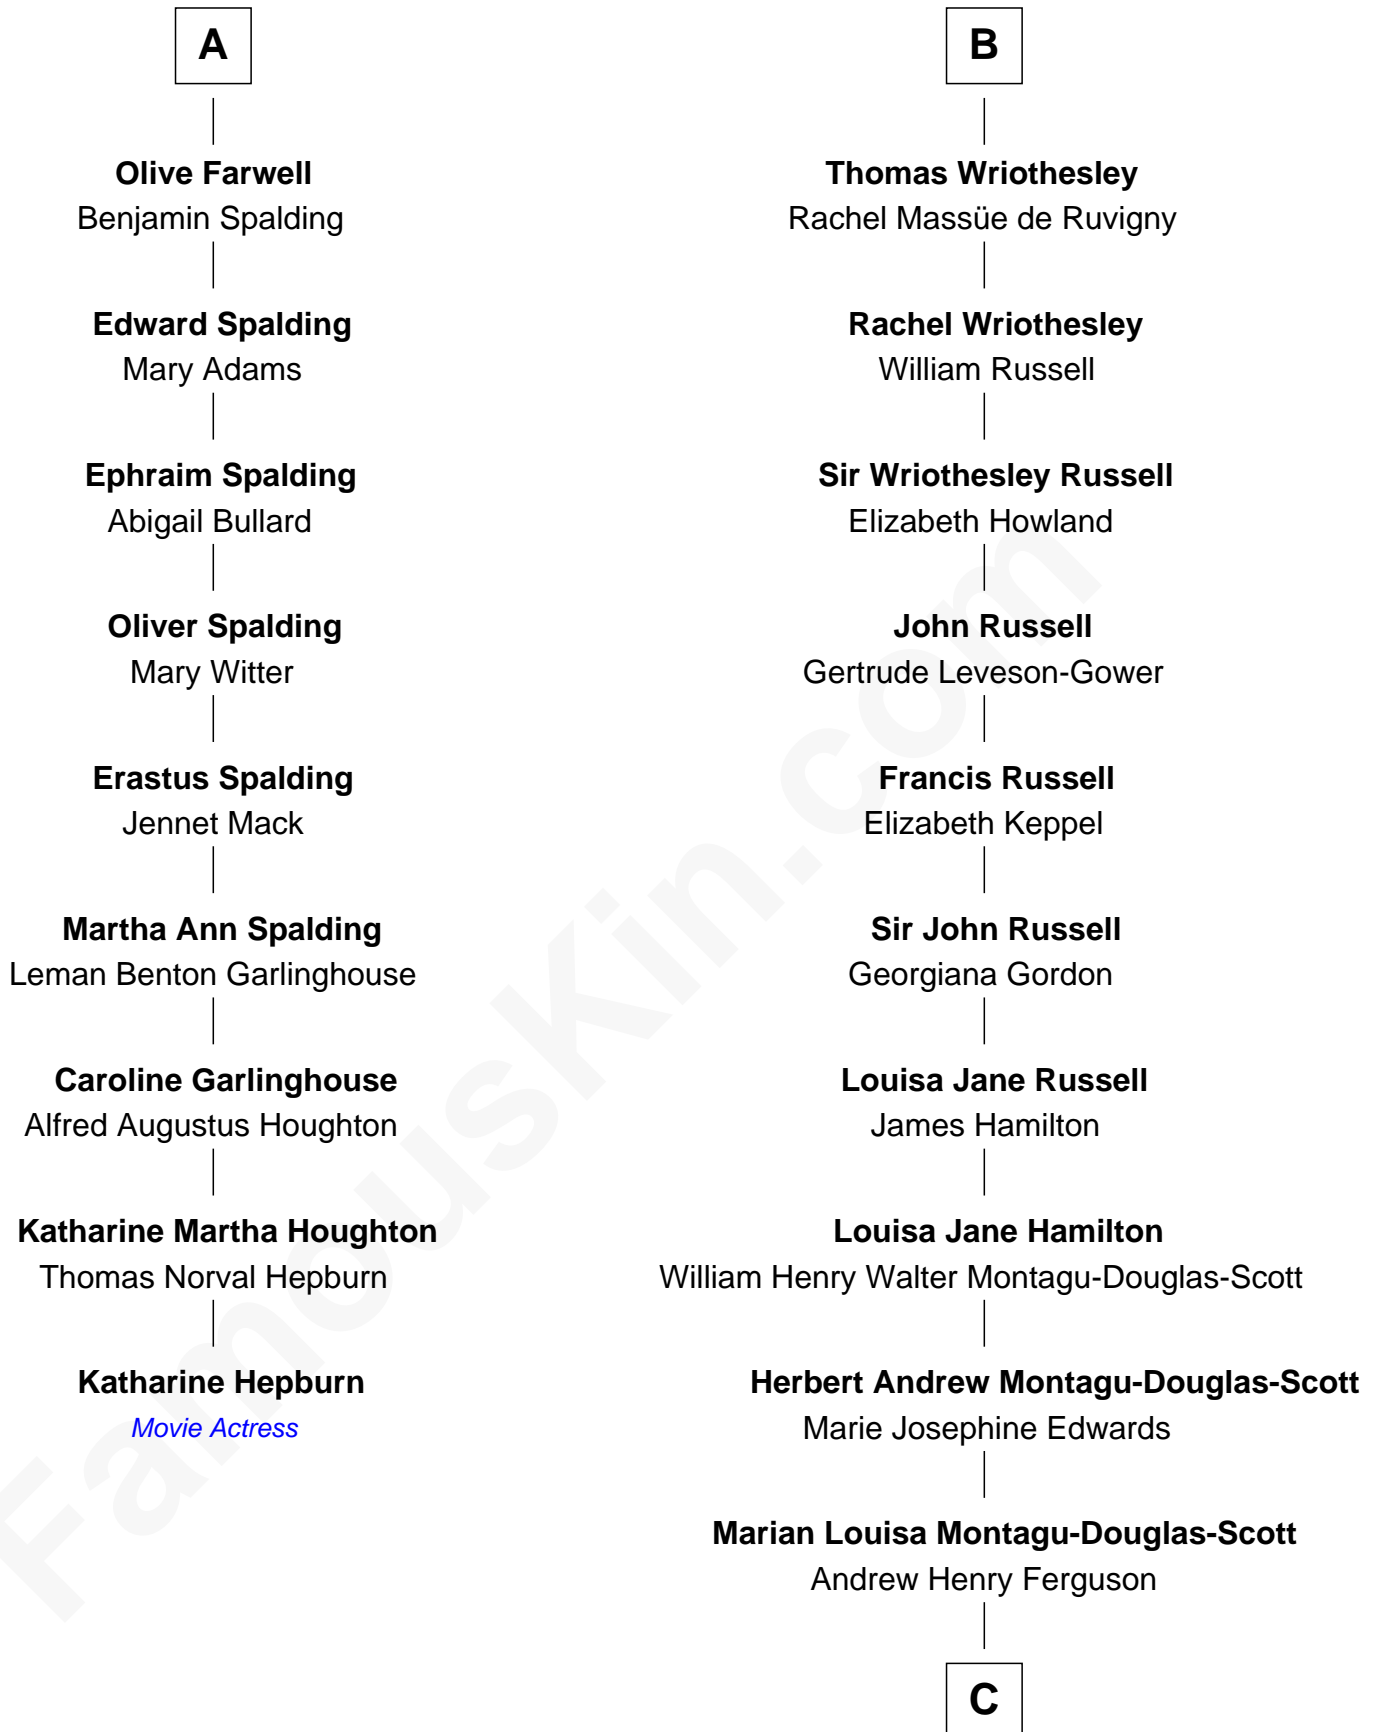 A
Olive Farwell
Benjamin Spalding
Edward Spalding
Mary Adams
Ephraim Spalding
Abigail Bullard
Oliver Spalding
Mary Witter
Erastus Spalding
Jennet Mack
Martha Ann Spalding
Leman Benton Garlinghouse
Caroline Garlinghouse
Alfred Augustus Houghton
Katharine Martha Houghton
Thomas Norval Hepburn
Katharine Hepburn
Movie Actress
B
Thomas Wriothesley
Rachel Massüe de Ruvigny
Rachel Wriothesley
William Russell
Sir Wriothesley Russell
Elizabeth Howland
John Russell
Gertrude Leveson-Gower
Francis Russell
Elizabeth Keppel
Sir John Russell
Georgiana Gordon
Louisa Jane Russell
James Hamilton
Louisa Jane Hamilton
William Henry Walter Montagu-Douglas-Scott
Herbert Andrew Montagu-Douglas-Scott
Marie Josephine Edwards
Marian Louisa Montagu-Douglas-Scott
Andrew Henry Ferguson
C
FamousKin.com